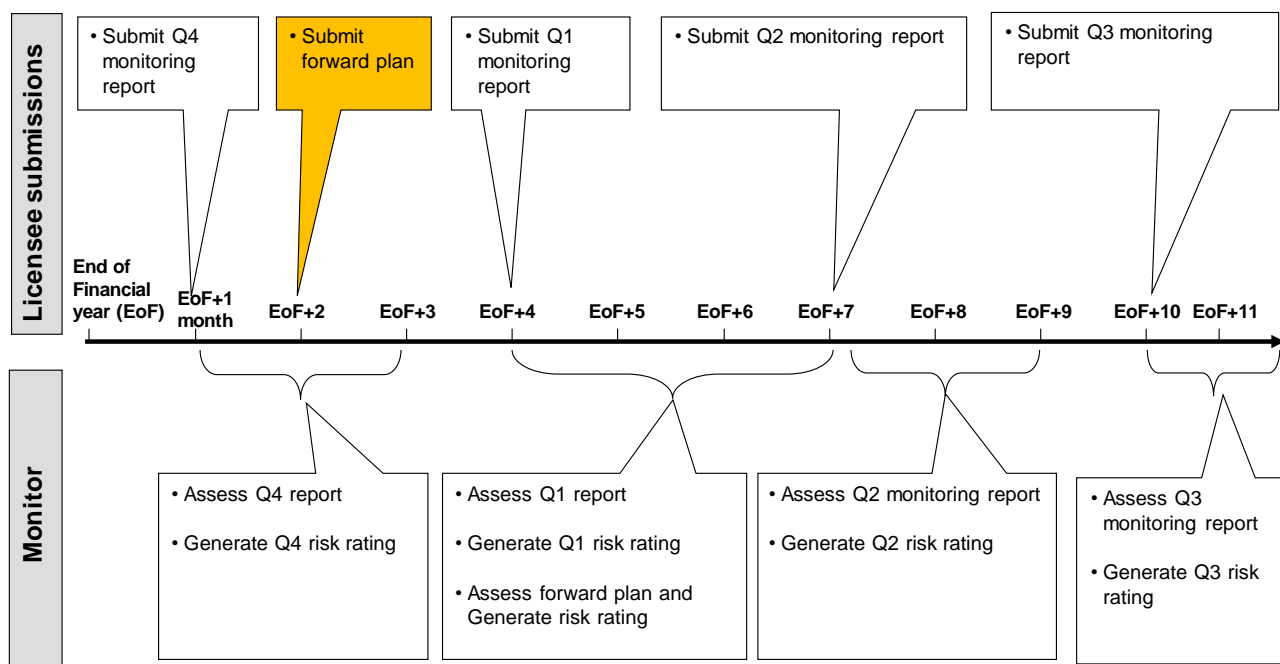 Licensee submissions
• Submit Q4
monitoring
report
• Submit
forward plan
• Submit Q1
monitoring
report
• Submit Q2 monitoring report
• Submit Q3 monitoring
report
End of
Financial
year (EoF)
EoF+1
month
EoF+2
EoF+3
EoF+4
EoF+5
EoF+6
EoF+7
EoF+8
EoF+9
EoF+10
EoF+11
Monitor
• Assess Q4 report
• Generate Q4 risk rating
• Assess Q1 report
• Generate Q1 risk rating
• Assess forward plan and
Generate risk rating
• Assess Q2 monitoring report
• Generate Q2 risk rating
• Assess Q3
monitoring report
• Generate Q3 risk
rating